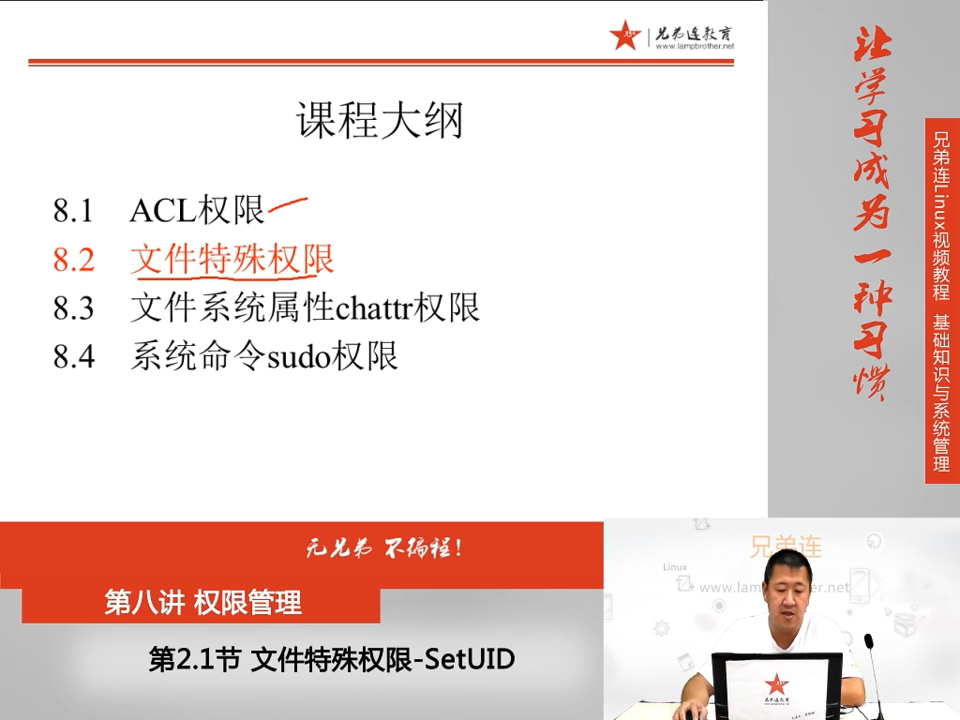 兄弟连教育
www.lampbrother.net
课程大纲
8.1 ACL权限
8.2 文件特殊权限
8.3 文件系统属性chattr权限
8.4 系统命令sudo权限
让学习成为一种习惯
兄弟连Linux视频教程 基础知识与系统管理
无兄弟 不编程!
第八讲 权限管理
第2.1节 文件特殊权限-SetUID
兄弟连
Linux
兄弟连教育